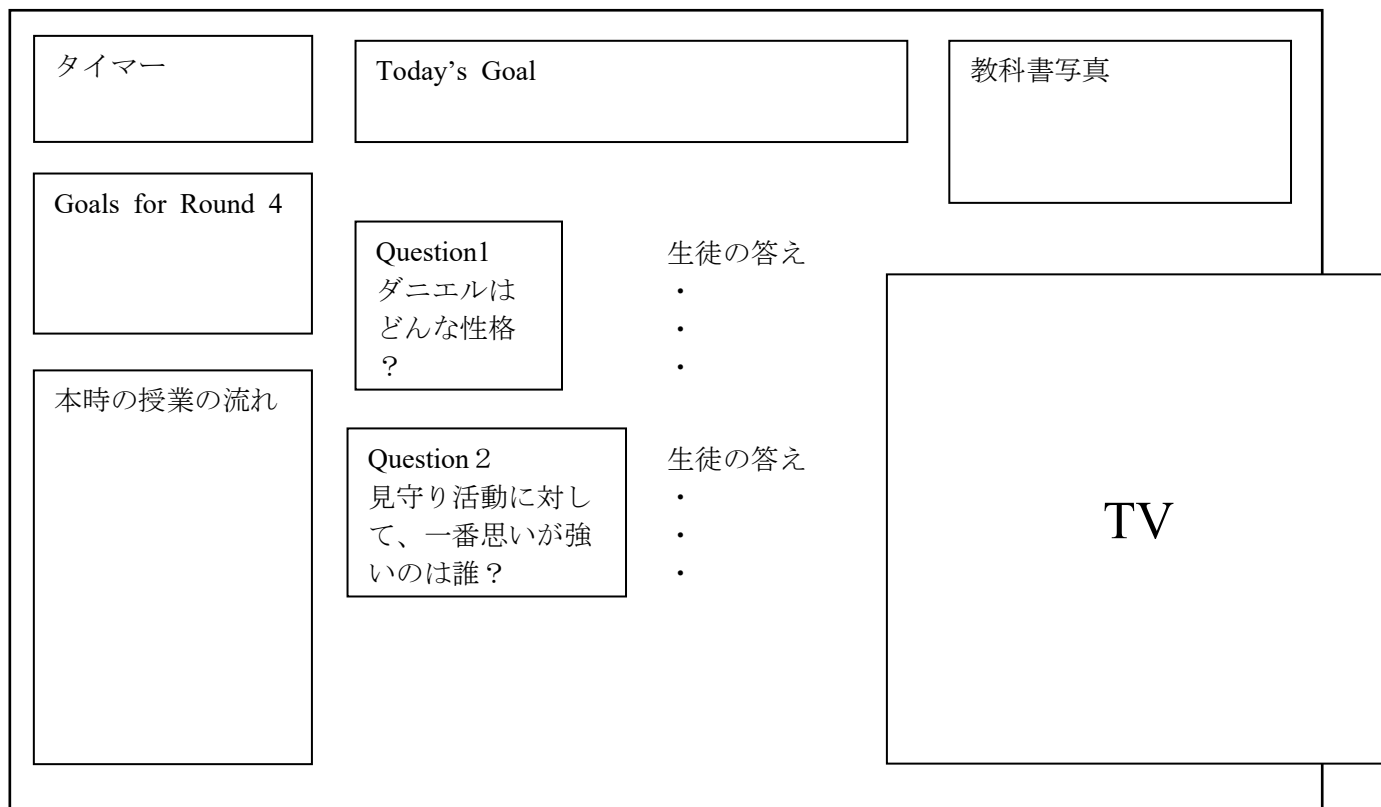 タイマー
Today's Goal
教科書写真
Goals for Round 4
本時の授業の流れ
Question1
ダニエルは
どんな性格
？
生徒の答え
・
・
・
Question２
見守り活動に対し
て、一番思いが強
いのは誰？
生徒の答え
・
・
・
TV